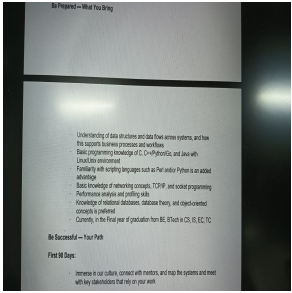 Be Prepared — What You Bring
Understanding of data structures and data flows across systems, and how
this supports business processes and workflows
Basic programming knowledge of C, C++/Python/Go, and Java with
Linux/Unix environment
Familiarity with scripting languages such as Perl and/or Python is an added
advantage
Basic knowledge of networking concepts, TCP/IP, and socket programming
Performance analysis and profiling skills
Knowledge of relational databases, database theory, and object-oriented
concepts is preferred
Currently, in the Final year of graduation from BE, BTech in CS, IS, EC, TC
Be Successful — Your Path
First 90 Days:
Immerse in our culture, connect with mentors, and map the systems and meet
with key stakeholders that rely on your work.